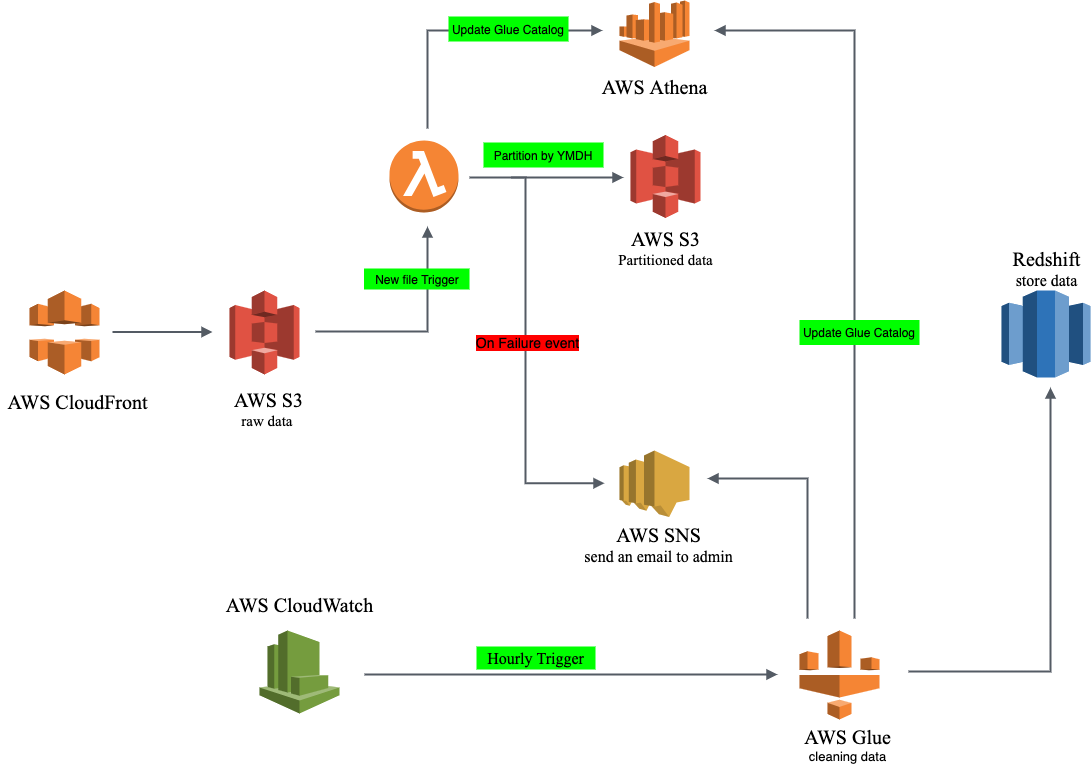 Update Glue Catalog
AWS Athena
Partition by YMDH
AWS S3
Partitioned data
New file Trigger
Redshift
store data
On Failure event
Update Glue Catalog
AWS CloudFront
AWS S3
raw data
AWS SNS
send an email to admin
AWS CloudWatch
Hourly Trigger
AWS Glue
cleaning data